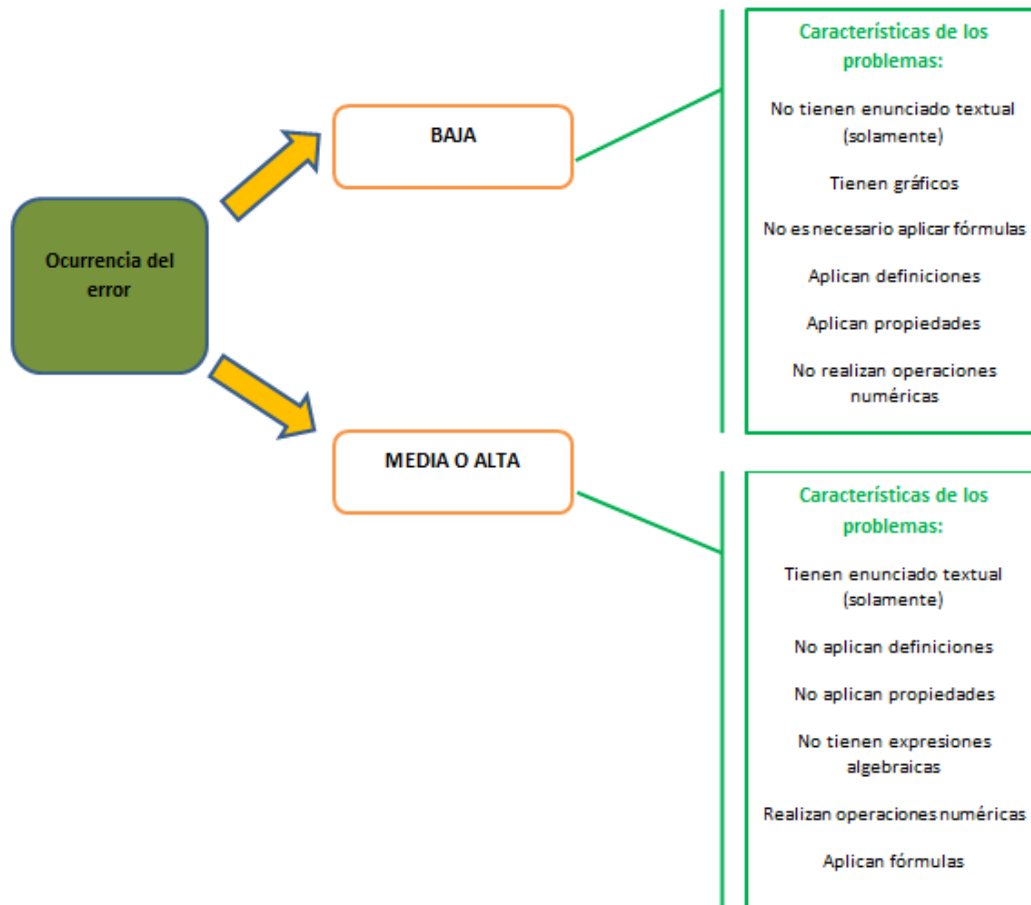 Ocurrencia del
error
BAJA
Características de los
problemas:
No tienen enunciado textual
(solamente)
Tienen gráficos
No es necesario aplicar fórmulas
Aplican definiciones
Aplican propiedades
No realizan operaciones
numéricas
MEDIA O ALTA
Características de los
problemas:
Tienen enunciado textual
(solamente)
No aplican definiciones
No aplican propiedades
No tienen expresiones
algebraicas
Realizan operaciones numéricas
Aplican fórmulas